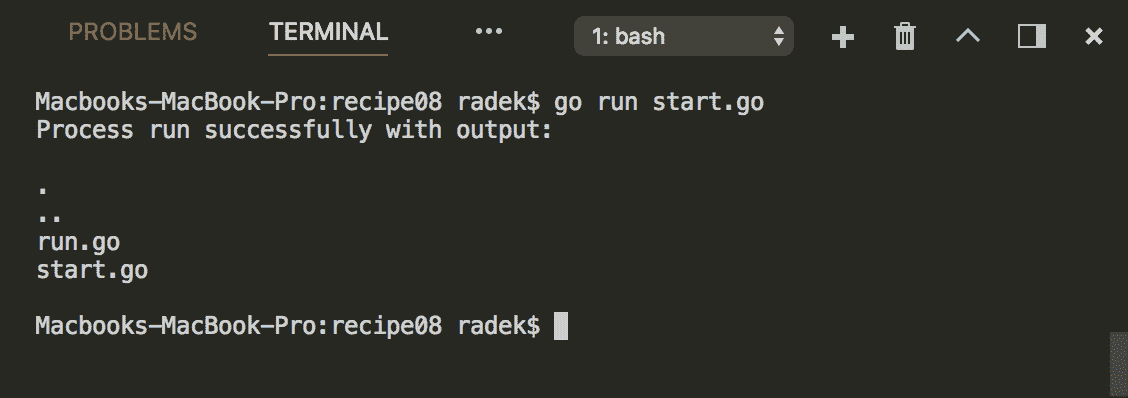 PROBLEMS TERMINAL ••• 1: bash
Macbooks-MacBook-Pro:recipe08 radek$ go run start.go
Process run successfully with output:
.
..
run.go
start.go
Macbooks-MacBook-Pro:recipe08 radek$